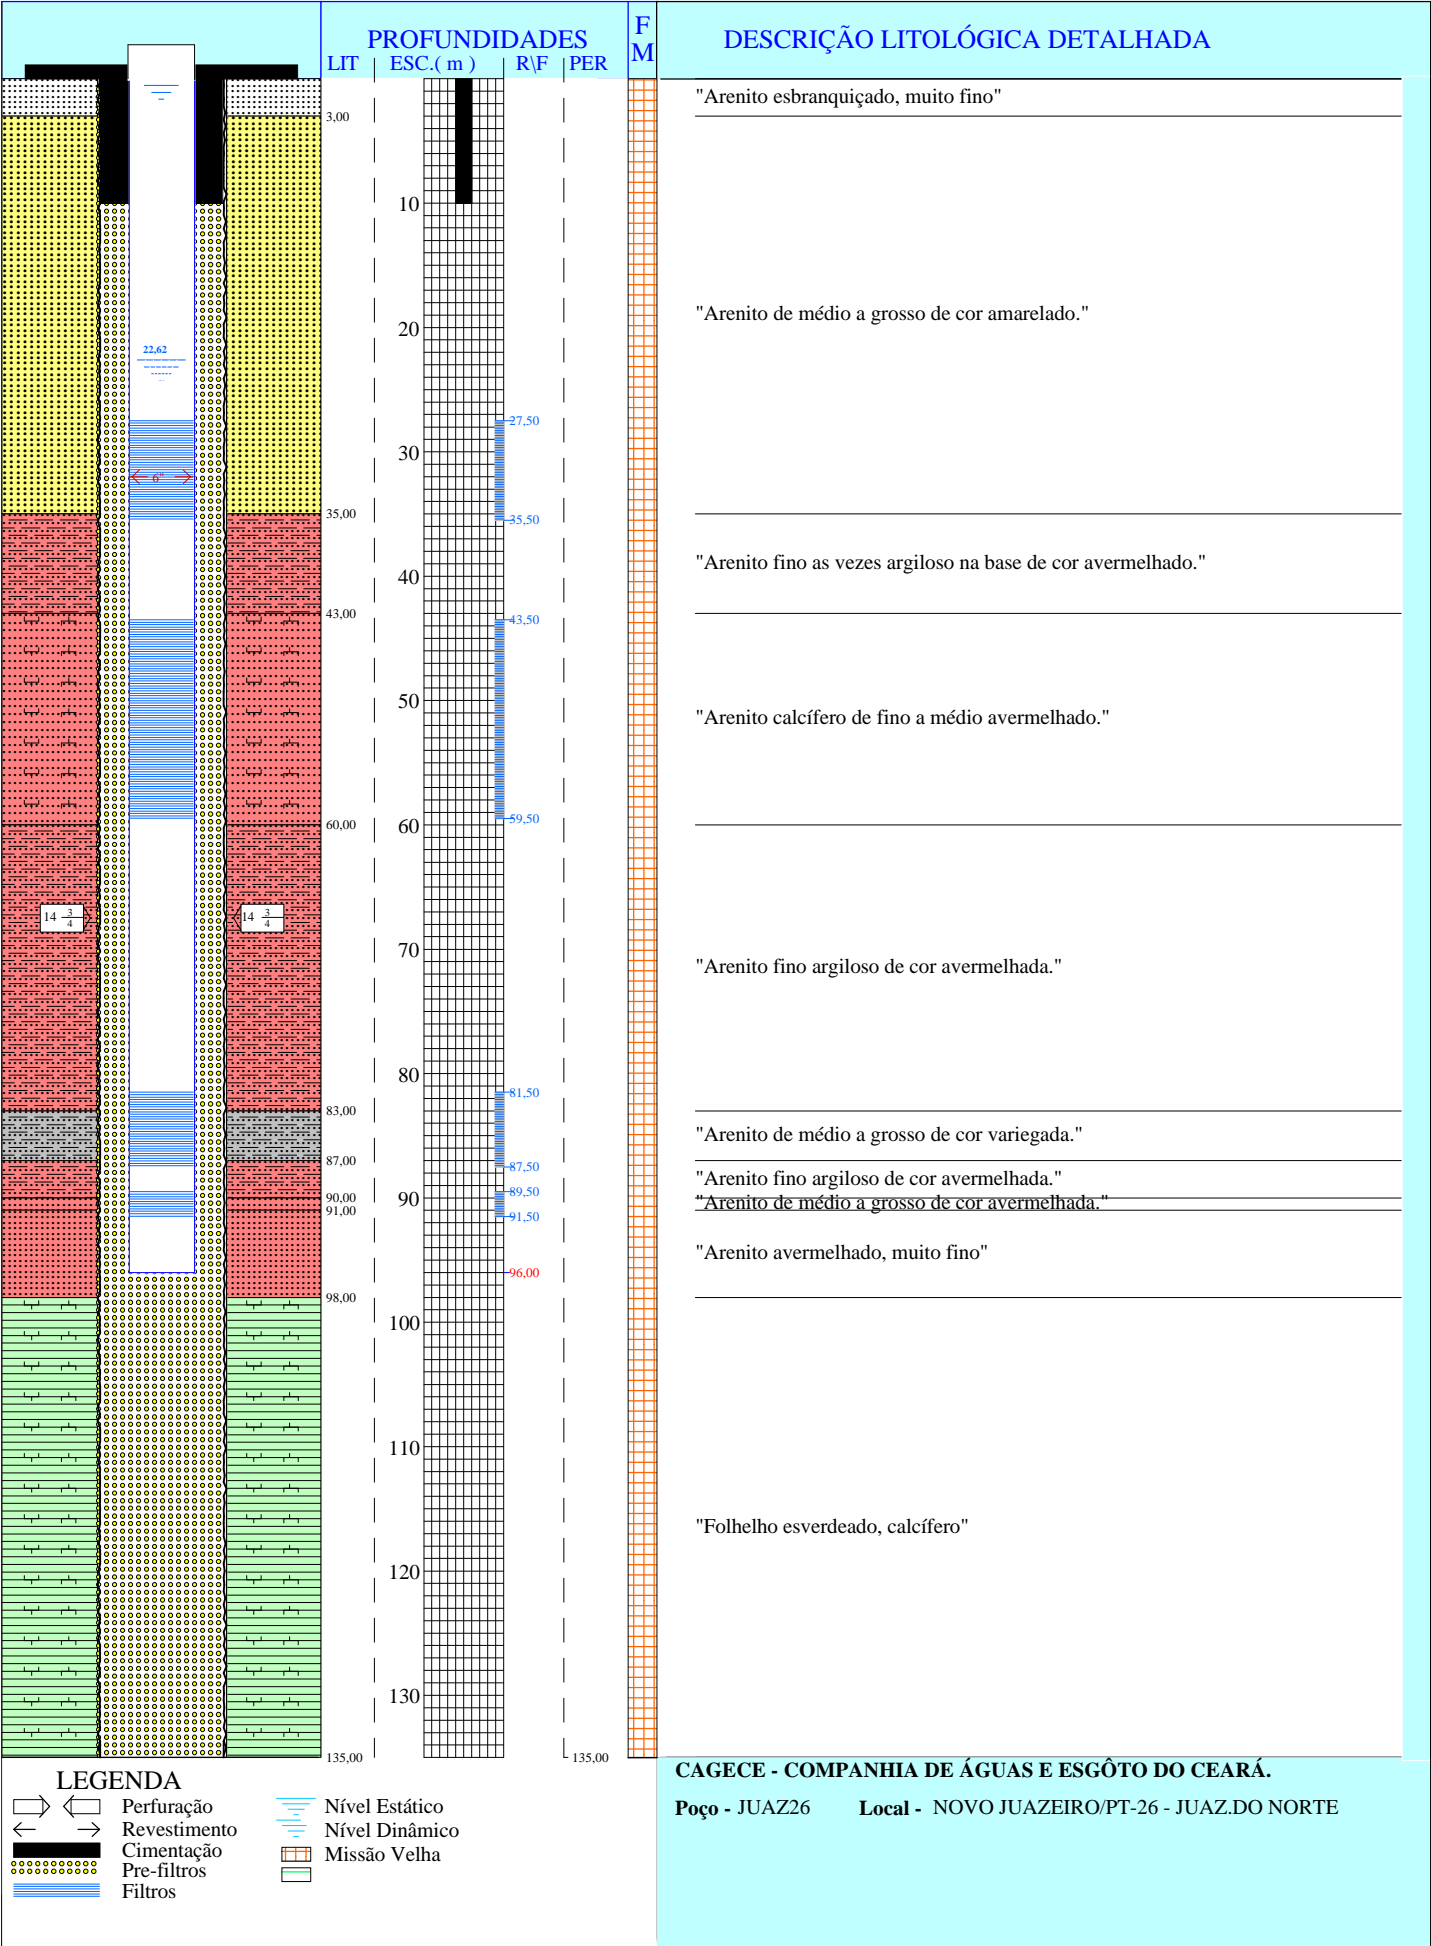 PROFUNDIDADES
LIT ESC.( m ) R\F PER
F
M
DESCRIÇÃO LITOLÓGICA DETALHADA
"Arenito esbranquiçado, muito fino"
3,00
10
"Arenito de médio a grosso de cor amarelado."
20
22,62
27,50
30
6"
35,00
35,50
"Arenito fino as vezes argiloso na base de cor avermelhado."
40
43,00
43,50
50
"Arenito calcífero de fino a médio avermelhado."
59,50
60,00
60
14 3/4
14 3/4
70
"Arenito fino argiloso de cor avermelhada."
80
81,50
83,00
"Arenito de médio a grosso de cor variegada."
87,00
87,50
"Arenito fino argiloso de cor avermelhada."
89,50
90,00
90
"Arenito de médio a grosso de cor avermelhada."
91,00
91,50
"Arenito avermelhado, muito fino"
96,00
98,00
100
110
"Folhelho esverdeado, calcífero"
120
130
135,00
135,00
LEGENDA
Perfuração
Revestimento
Cimentação
Pre-filtros
Filtros
Nível Estático
Nível Dinâmico
Missão Velha
CAGECE - COMPANHIA DE ÁGUAS E ESGÔTO DO CEARÁ.
Poço - JUAZ26 Local - NOVO JUAZEIRO/PT-26 - JUAZ.DO NORTE